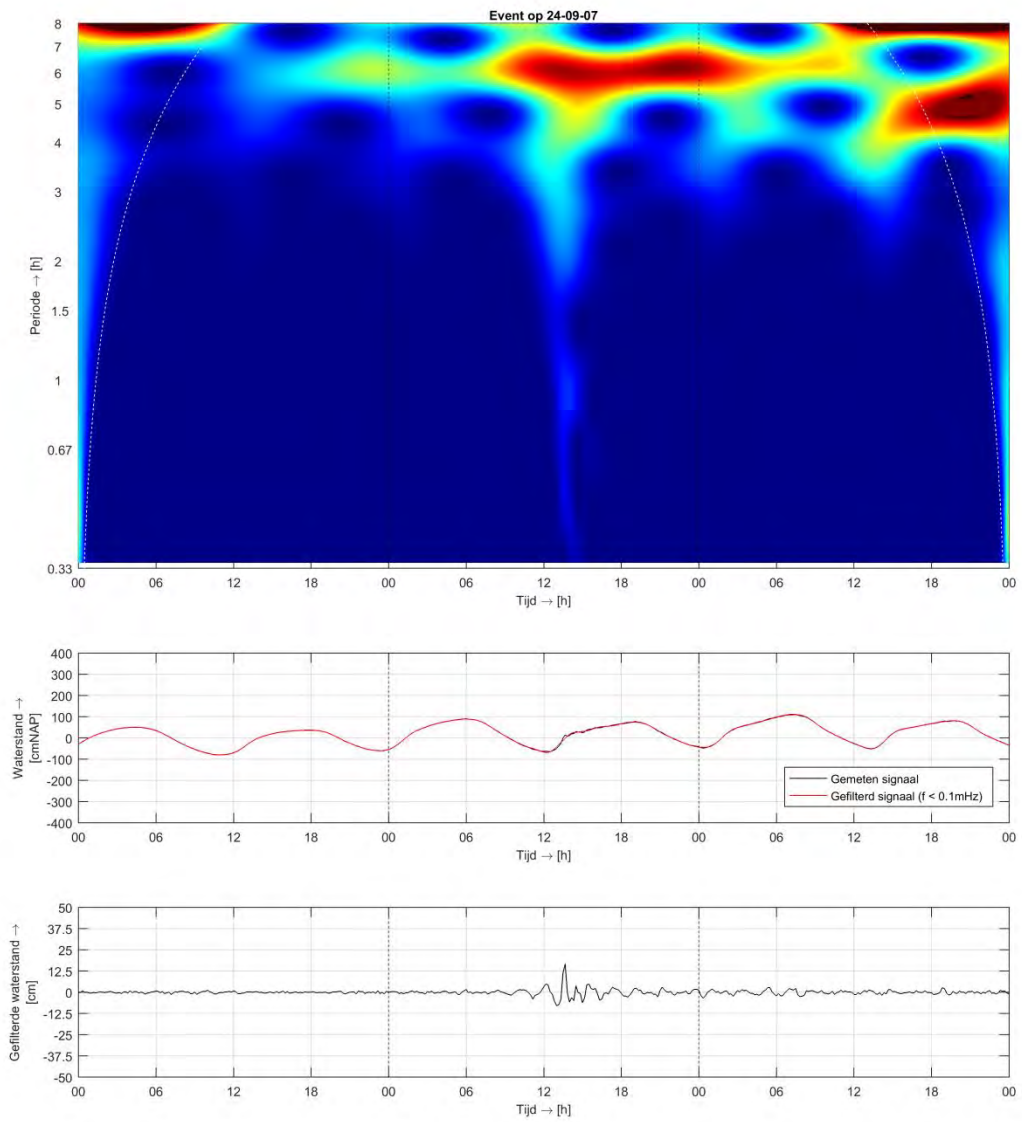 Event op 24-09-07
8
7
6
5
4
3
2
1.5
1
0.67
0.33
Periode → [h]
00 06 12 18 00 06 12 18 00 06 12 18 00
Tijd → [h]
400
300
200
100
0
-100
-200
-300
-400
Waterstand →
[cmNAP]
Gemeten signaal
Gefilterd signaal (f < 0.1mHz)
00 06 12 18 00 06 12 18 00 06 12 18 00
Tijd → [h]
50
37.5
25
12.5
0
-12.5
-25
-37.5
-50
Gefilterde waterstand →
[cm]
00 06 12 18 00 06 12 18 00 06 12 18 00
Tijd → [h]